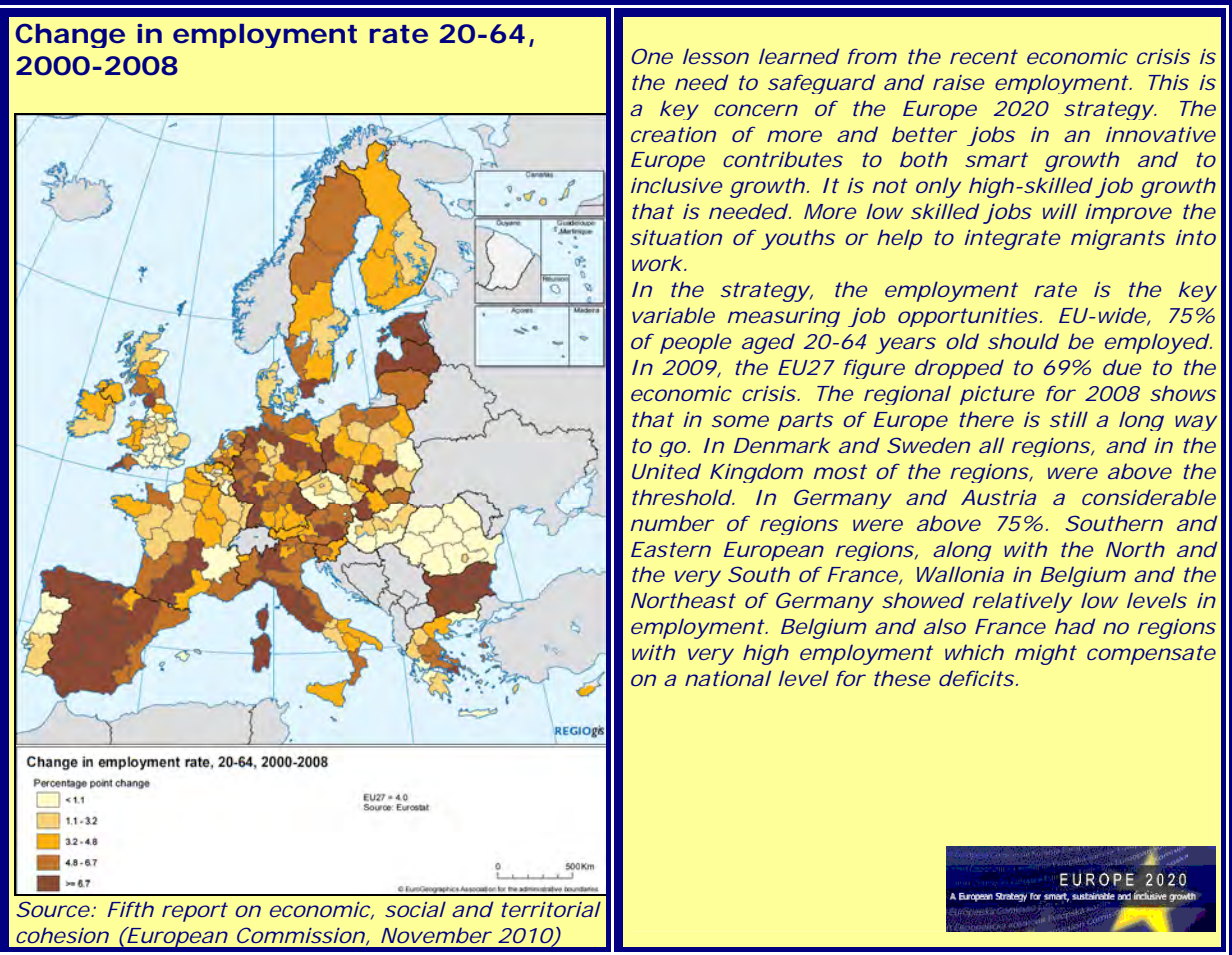 Change in employment rate 20-64,
2000-2008
Canarias
Guyane
Guadeloupe
Martinique
Réunion
Açores
Madeira
REGIOgis
Change in employment rate, 20-64, 2000-2008
Percentage point change
< 1.1
1.1 - 3.2
3.2 - 4.8
4.8 - 6.7
>= 6.7
EU27 = 4.0
Source: Eurostat
0 500 Km
© EuroGeographics Association for the administrative boundaries
Source: Fifth report on economic, social and territorial
cohesion (European Commission, November 2010)
One lesson learned from the recent economic crisis is
the need to safeguard and raise employment. This is
a key concern of the Europe 2020 strategy. The
creation of more and better jobs in an innovative
Europe contributes to both smart growth and to
inclusive growth. It is not only high-skilled job growth
that is needed. More low skilled jobs will improve the
situation of youths or help to integrate migrants into
work.
In the strategy, the employment rate is the key
variable measuring job opportunities. EU-wide, 75%
of people aged 20-64 years old should be employed.
In 2009, the EU27 figure dropped to 69% due to the
economic crisis. The regional picture for 2008 shows
that in some parts of Europe there is still a long way
to go. In Denmark and Sweden all regions, and in the
United Kingdom most of the regions, were above the
threshold. In Germany and Austria a considerable
number of regions were above 75%. Southern and
Eastern European regions, along with the North and
the very South of France, Wallonia in Belgium and the
Northeast of Germany showed relatively low levels in
employment. Belgium and also France had no regions
with very high employment which might compensate
on a national level for these deficits.
EUROPE 2020
A European Strategy for smart, sustainable and inclusive growth